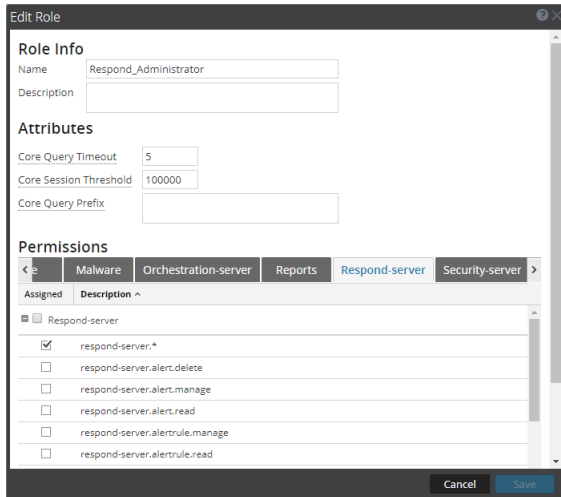 Edit Role
Role Info
Name Respond_Administrator
Description
Attributes
Core Query Timeout 5
Core Session Threshold 100000
Core Query Prefix
Permissions
e Malware Orchestration-server Reports Respond-server Security-server
Assigned Description
Respond-server
respond-server.*
respond-server.alert.delete
respond-server.alert.manage
respond-server.alert.read
respond-server.alertrule.manage
respond-server.alertrule.read
Cancel Save